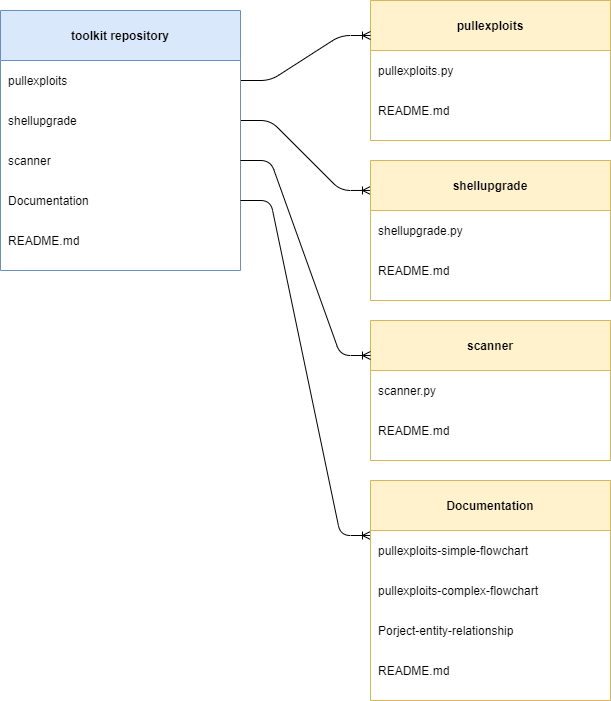 toolkit repository
pullexploits
shellupgrade
scanner
Documentation
README.md
pullexploits
pullexploits.py
README.md
shellupgrade
shellupgrade.py
README.md
scanner
scanner.py
README.md
Documentation
pullexploits-simple-flowchart
pullexploits-complex-flowchart
Porject-entity-relationship
README.md